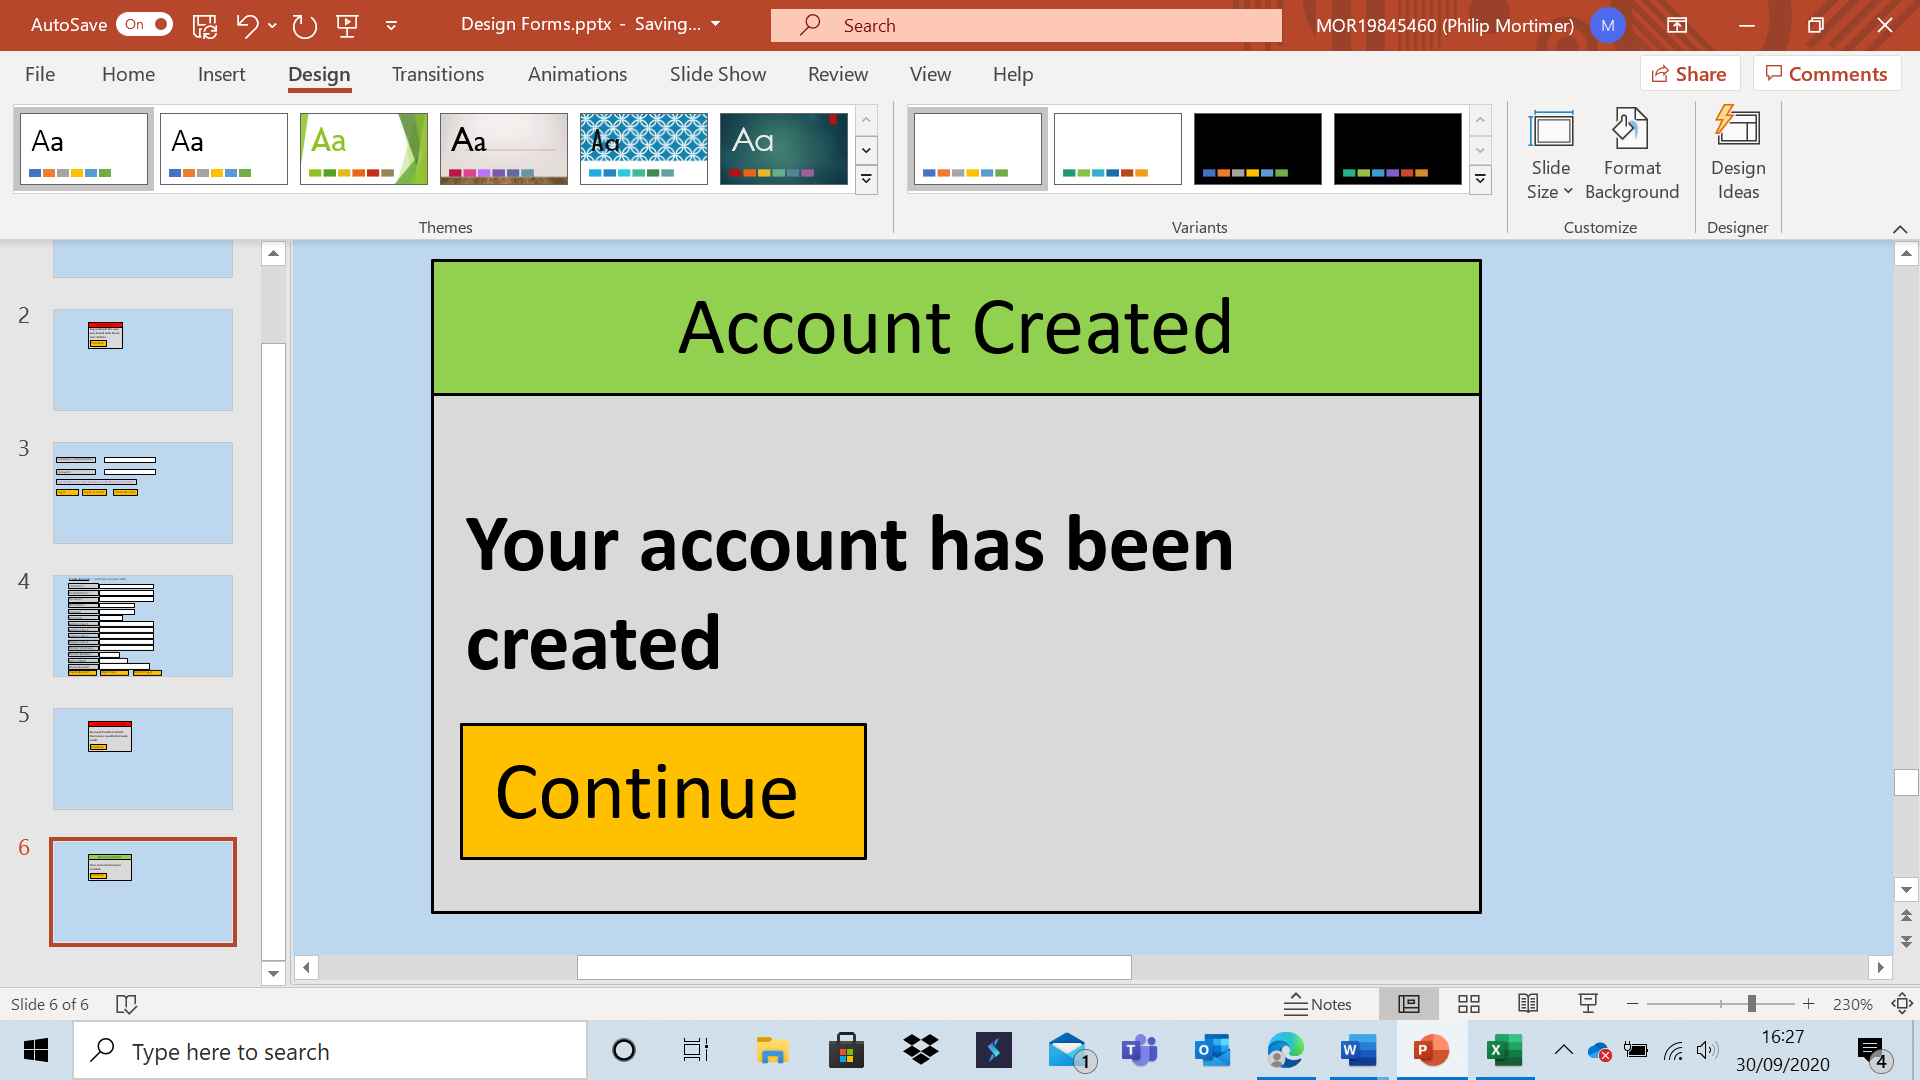 AutoSave On Design Forms.pptx - Saving... Search MOR19845460 (Philip Mortimer) M
File Home Insert Design Transitions Animations Slide Show Review View Help Share Comments
Aa Aa Aa Aa Aa Aa
Slide Size Format Background Design Ideas
Themes Variants Customize Designer
2
3
4
5
6
Account Created
Your account has been
created
Continue
Slide 6 of 6 Notes 230%
Type here to search 1 16:27
30/09/2020 4